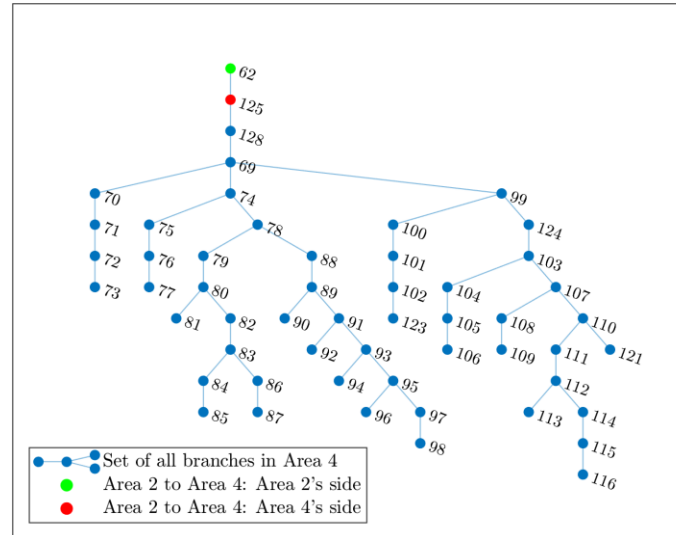 62
125
128
69
70 74 99
71 75 78 100 124
72 76 79 88 101 103
73 77 80 89 102 104 107
81 82 90 91 123 105 108 110
83 92 93 106 109 111 121
84 86 94 95 112
85 87 96 97 113 114
98 115
Set of all branches in Area 4
116
Area 2 to Area 4: Area 2's side
Area 2 to Area 4: Area 4's side